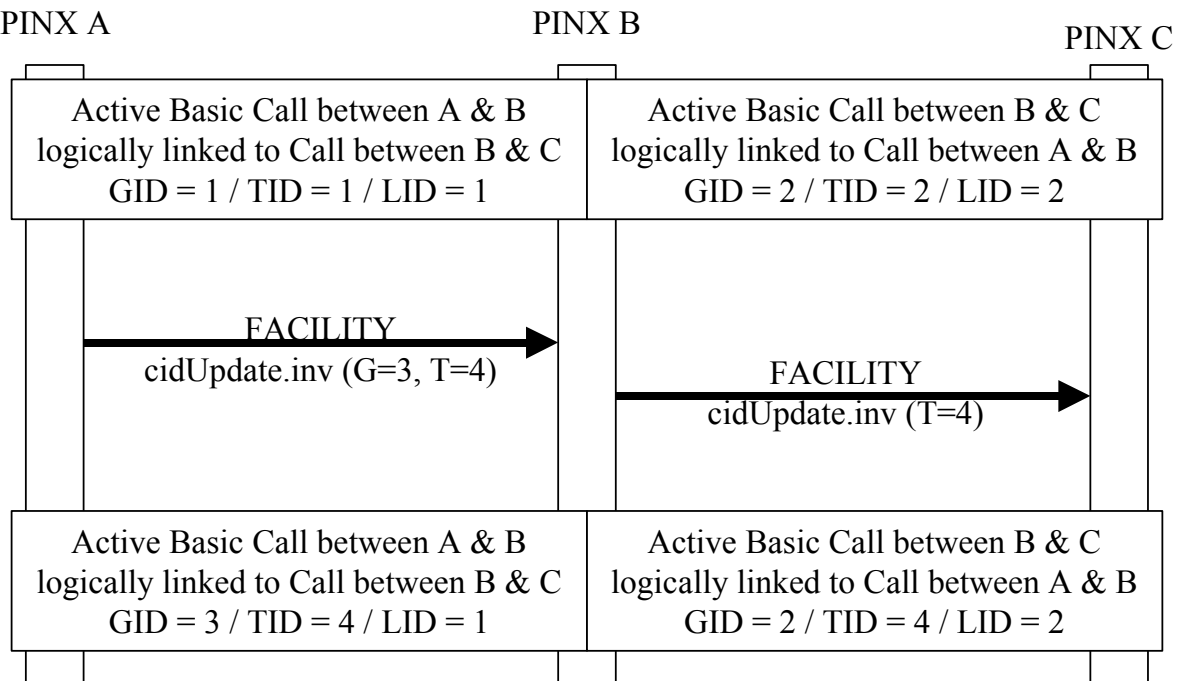 PINX A
PINX B
PINX C
Active Basic Call between A & B
logically linked to Call between B & C
GID = 1 / TID = 1 / LID = 1
Active Basic Call between B & C
logically linked to Call between A & B
GID = 2 / TID = 2 / LID = 2
FACILITY
cidUpdate.inv (G=3, T=4)
FACILITY
cidUpdate.inv (T=4)
Active Basic Call between A & B
logically linked to Call between B & C
GID = 3 / TID = 4 / LID = 1
Active Basic Call between B & C
logically linked to Call between A & B
GID = 2 / TID = 4 / LID = 2